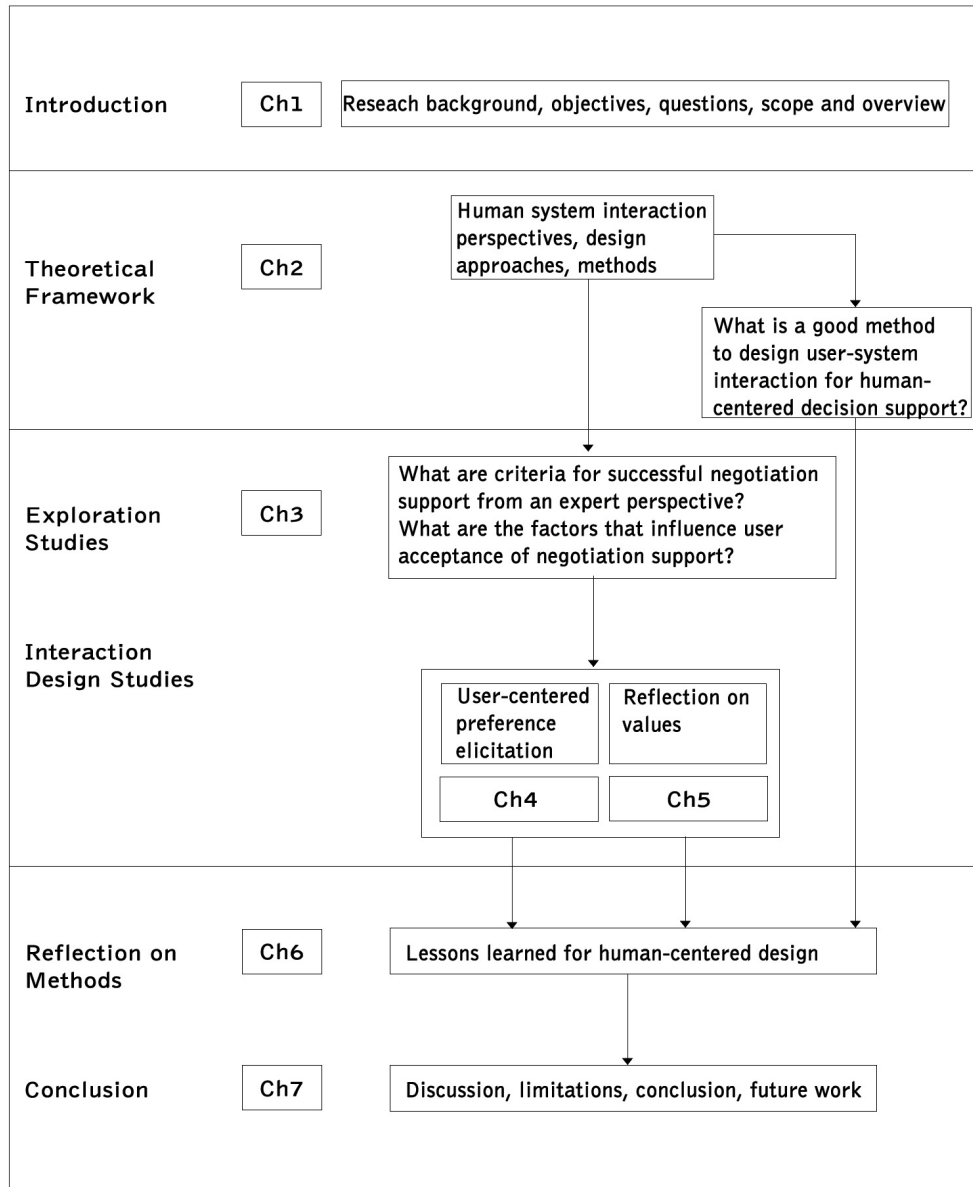 Introduction
Ch1
Reseach background, objectives, questions, scope and overview
Theoretical
Framework
Ch2
Human system interaction
perspectives, design
approaches, methods
What is a good method
to design user-system
interaction for human-
centered decision support?
Exploration
Studies
Ch3
What are criteria for successful negotiation
support from an expert perspective?
What are the factors that influence user
acceptance of negotiation support?
Interaction
Design Studies
User-centered
preference
elicitation
Reflection on
values
Ch4
Ch5
Reflection on
Methods
Ch6
Lessons learned for human-centered design
Conclusion
Ch7
Discussion, limitations, conclusion, future work